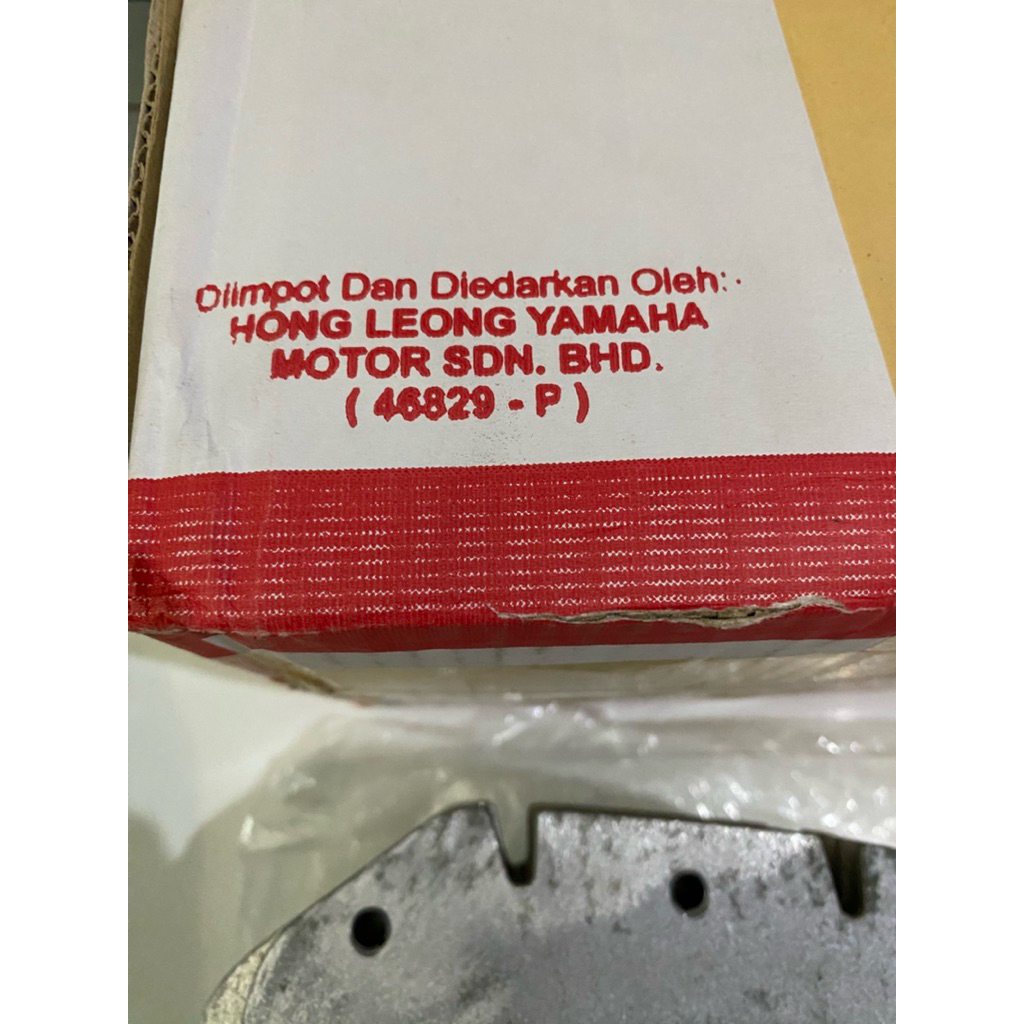 Diimpot Dan Diedarkan Oleh:
HONG LEONG YAMAHA
MOTOR SDN. BHD.
( 46829 - P )